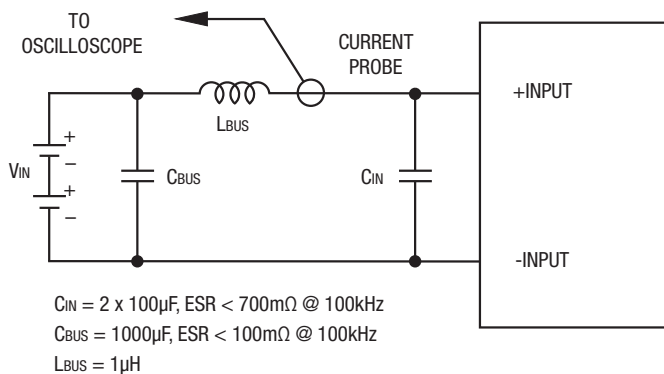 TO
OSCILLOSCOPE
CURRENT
PROBE
LBUS
+INPUT
+
VIN
−
+
−
CBUS
CIN
-INPUT
CIN = 2 x 100µF, ESR < 700mΩ @ 100kHz
CBUS = 1000µF, ESR < 100mΩ @ 100kHz
LBUS = 1µH